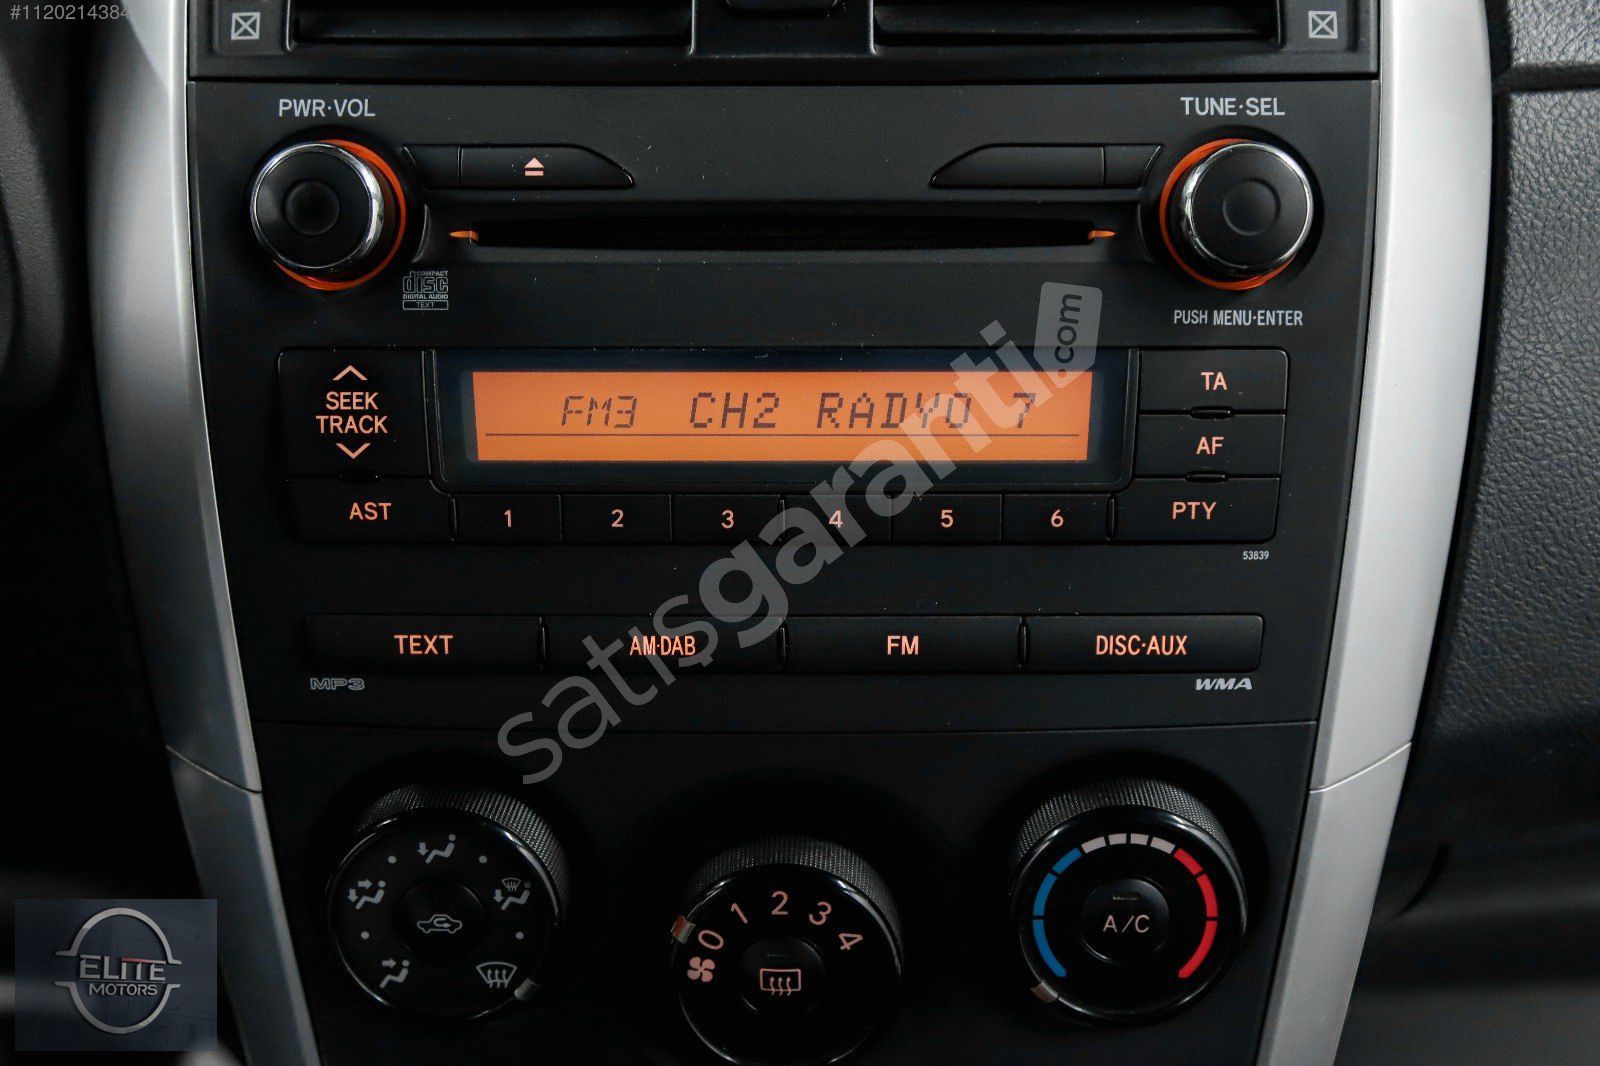 #1120214384
PWR·VOL
TUNE·SEL
COMPACT
disc
DIGITAL AUDIO
TEXT
PUSH MENU·ENTER
SEEK
TRACK
FM3 CH2 RADYO 7
TA
AF
AST
1 2 3 4 5 6
PTY
53839
TEXT
AM·DAB
FM
DISC·AUX
MP3
WMA
satışgaranti.com
0 1 2 3 4
A/C
ELITE
MOTORS